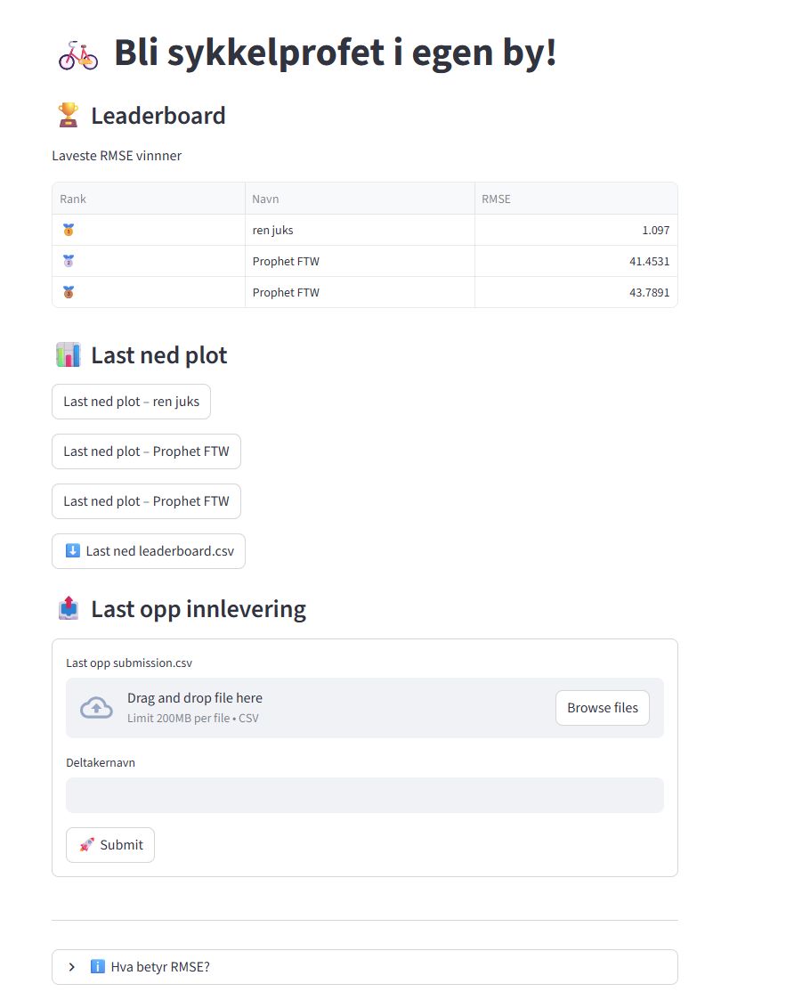 Bli sykkelprofet i egen by!
Leaderboard
Laveste RMSE vinnner
Rank Navn RMSE
1 ren juks 1.097
2 Prophet FTW 41.4531
3 Prophet FTW 43.7891
Last ned plot
Last ned plot – ren juks
Last ned plot – Prophet FTW
Last ned plot – Prophet FTW
Last ned leaderboard.csv
Last opp innlevering
Last opp submission.csv
Drag and drop file here
Limit 200MB per file • CSV
Browse files
Deltakernavn
Submit
Hva betyr RMSE?